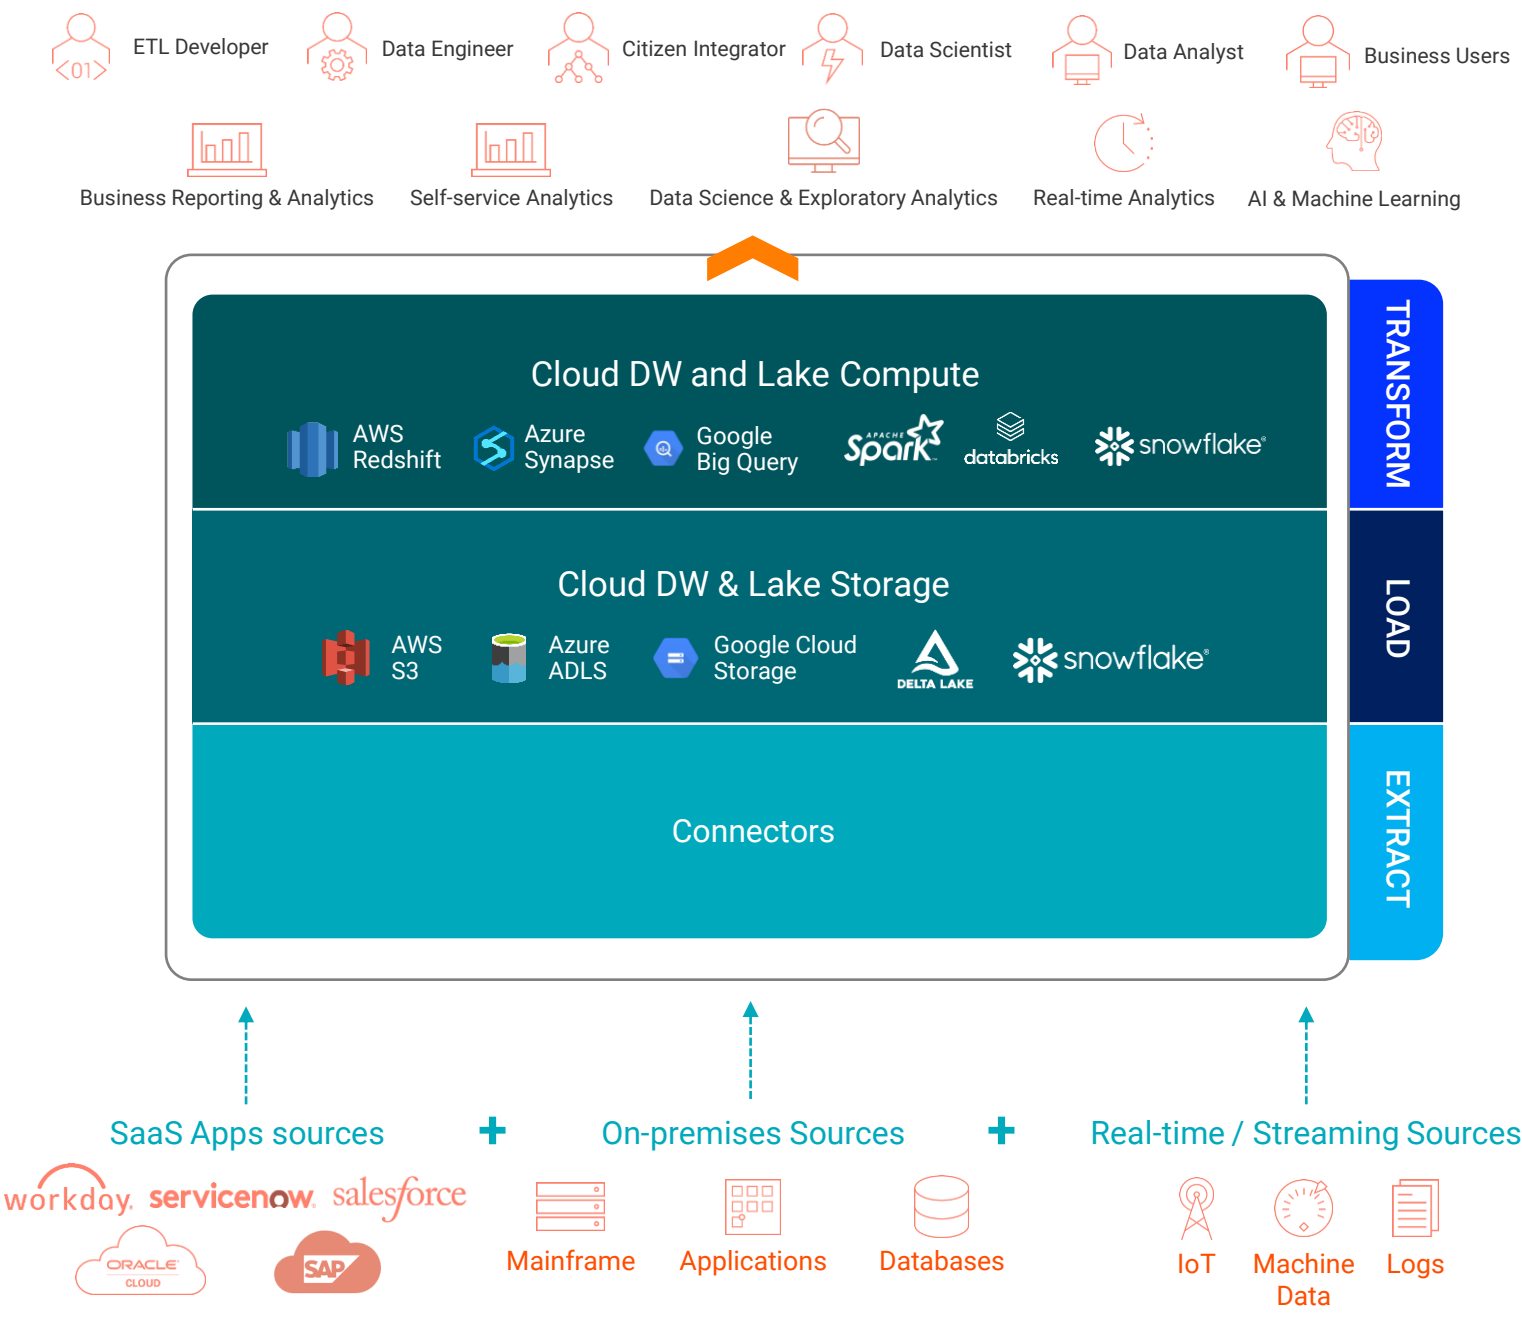 ETL Developer
Data Engineer
Citizen Integrator
Data Scientist
Data Analyst
Business Users
<01>
Business Reporting & Analytics
Self-service Analytics
Data Science & Exploratory Analytics
Real-time Analytics
AI & Machine Learning
Cloud DW and Lake Compute
AWS
Redshift
Azure
Synapse
Google
Big Query
APACHE
Spark
databricks
snowflake®
TRANSFORM
Cloud DW & Lake Storage
AWS
S3
Azure
ADLS
Google Cloud
Storage
DELTA LAKE
snowflake®
LOAD
Connectors
EXTRACT
SaaS Apps sources
+
On-premises Sources
+
Real-time / Streaming Sources
workday.
servicenow.
salesforce
ORACLE
CLOUD
SAP
Mainframe
Applications
Databases
IoT
Machine
Data
Logs